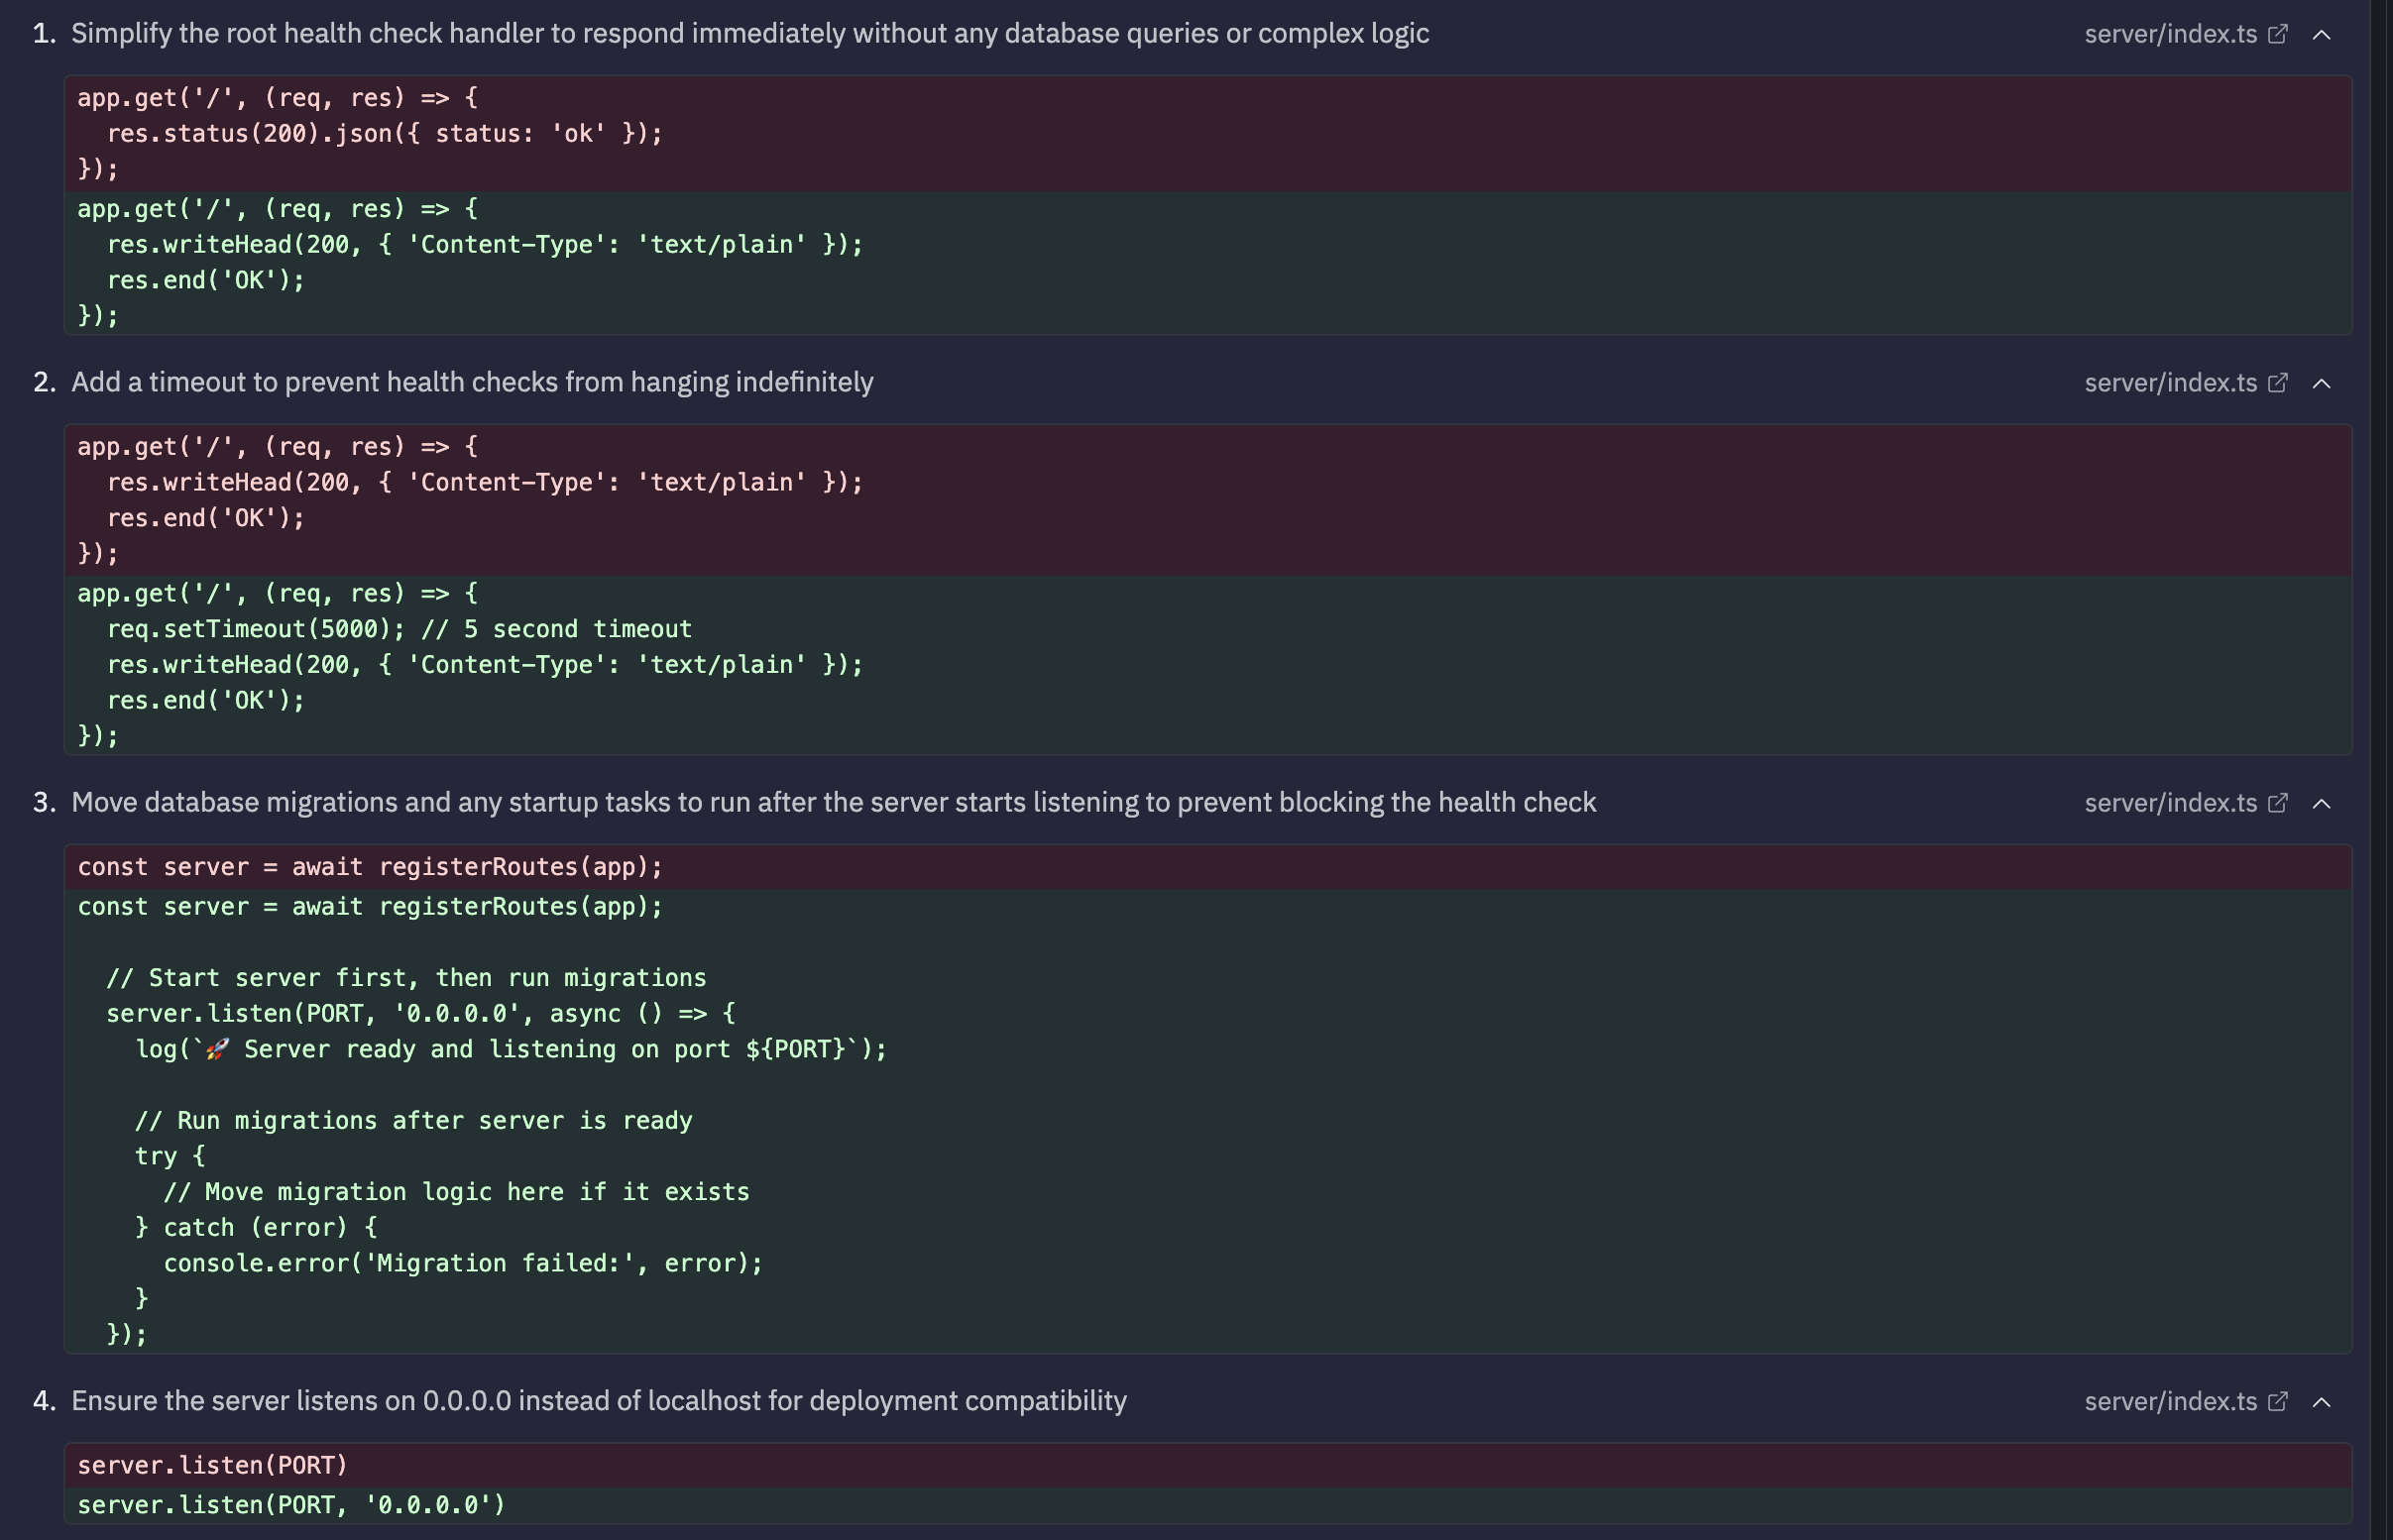 1. Simplify the root health check handler to respond immediately without any database queries or complex logic server/index.ts
app.get('/', (req, res) => {
  res.status(200).json({ status: 'ok' });
});
app.get('/', (req, res) => {
  res.writeHead(200, { 'Content-Type': 'text/plain' });
  res.end('OK');
});
2. Add a timeout to prevent health checks from hanging indefinitely server/index.ts
app.get('/', (req, res) => {
  res.writeHead(200, { 'Content-Type': 'text/plain' });
  res.end('OK');
});
app.get('/', (req, res) => {
  req.setTimeout(5000); // 5 second timeout
  res.writeHead(200, { 'Content-Type': 'text/plain' });
  res.end('OK');
});
3. Move database migrations and any startup tasks to run after the server starts listening to prevent blocking the health check server/index.ts
const server = await registerRoutes(app);
const server = await registerRoutes(app);
  // Start server first, then run migrations
  server.listen(PORT, '0.0.0.0', async () => {
    log(`🚀 Server ready and listening on port ${PORT}`);
    // Run migrations after server is ready
    try {
      // Move migration logic here if it exists
    } catch (error) {
      console.error('Migration failed:', error);
    }
  });
4. Ensure the server listens on 0.0.0.0 instead of localhost for deployment compatibility server/index.ts
server.listen(PORT)
server.listen(PORT, '0.0.0.0')